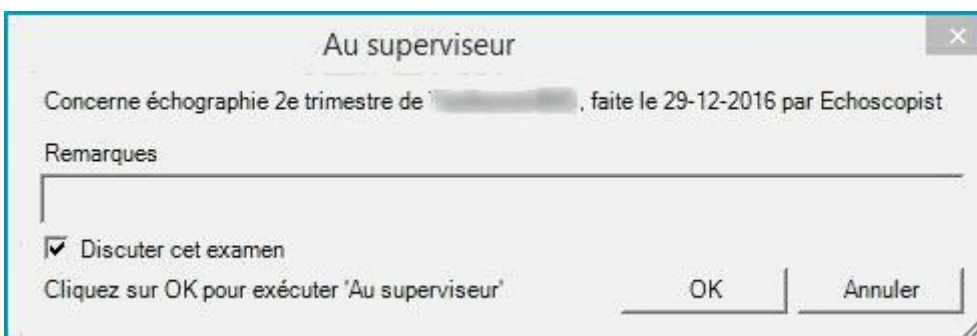 Au superviseur
Concerne échographie 2e trimestre de , faite le 29-12-2016 par Echoscopist
Remarques
Discuter cet examen
Cliquez sur OK pour exécuter 'Au superviseur'
OK
Annuler